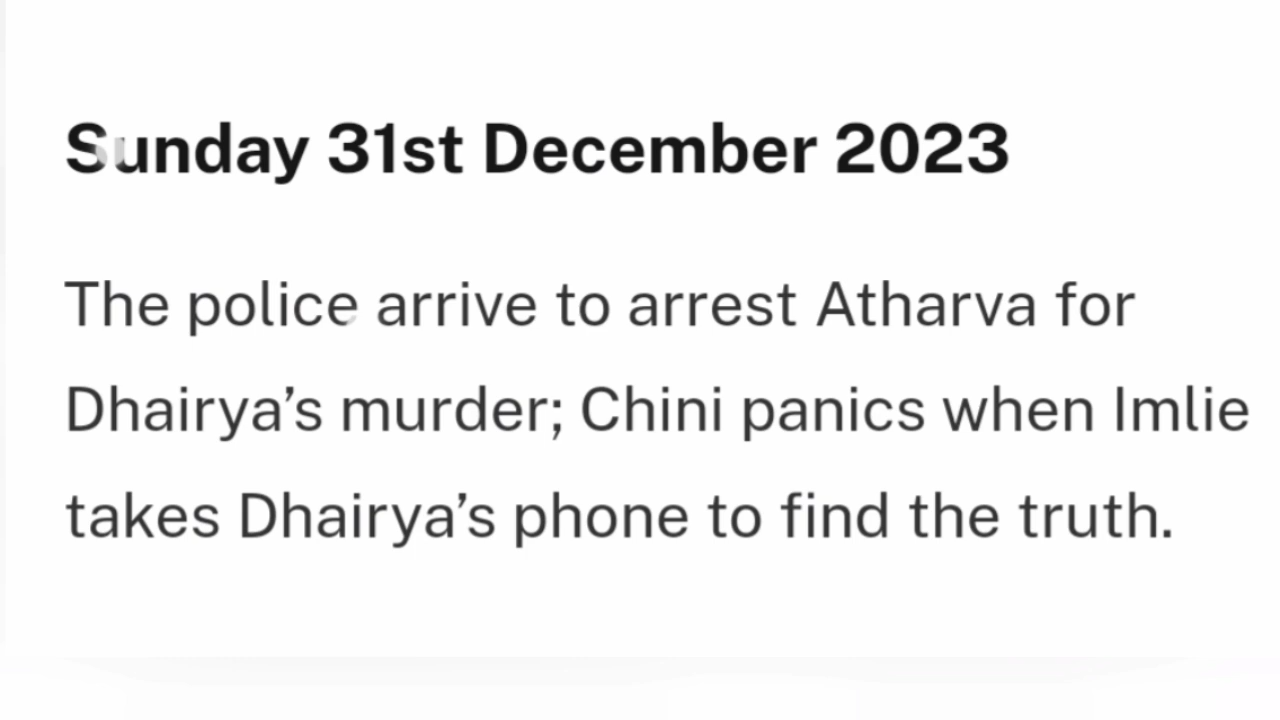 Sunday 31st December 2023
The police arrive to arrest Atharva for
Dhairya’s murder; Chini panics when Imlie
takes Dhairya’s phone to find the truth.